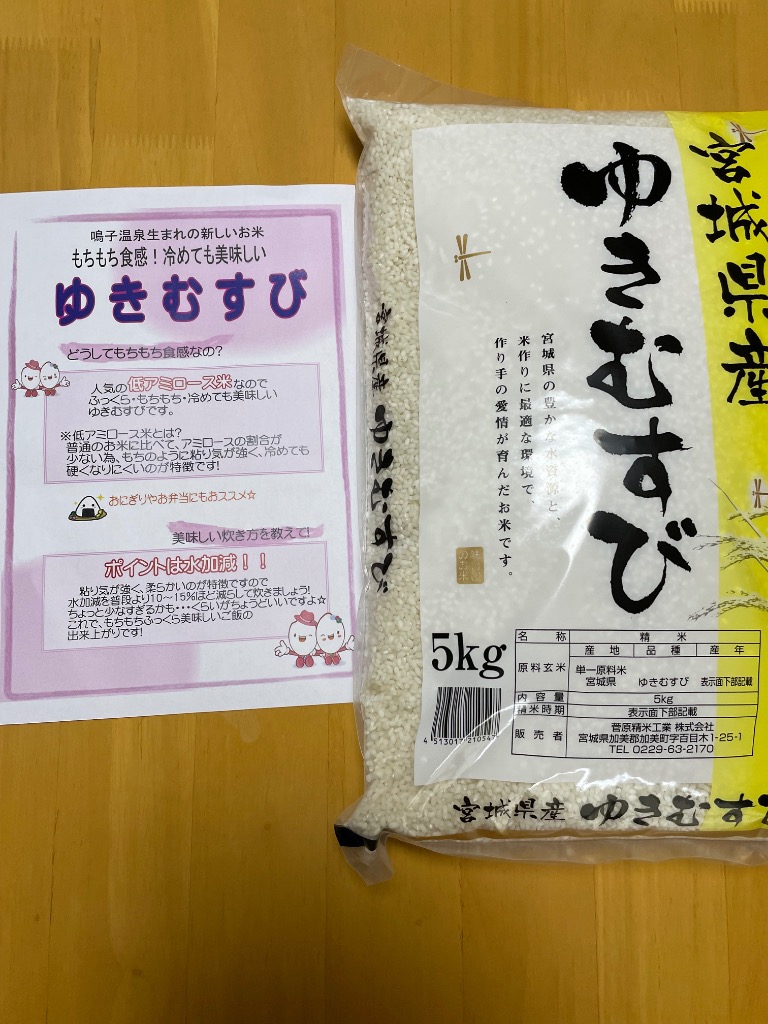 鳴子温泉生まれの新しいお米
もちもち食感！冷めても美味しい
ゆきむすび
どうしてもちもち食感なの？
人気の低アミロース米なので
ふっくら・もちもち・冷めても美味しい
ゆきむすびです。
※低アミロース米とは？
普通のお米に比べて、アミロースの割合が
少ない為、もちのように粘り気が強く、冷めても
硬くなりにくいのが特徴です!
おにぎりやお弁当にもおススメ☆
美味しい炊き方を教えて!
ポイントは水加減！！
粘り気が強く、柔らかいのが特徴ですので
水加減を普段より10～15%ほど減らして炊きましょう!
ちょっと少なすぎるかも・・・くらいがちょうどいいですよ☆
これで、もちもちふっくら美味しいご飯の
出来上がりです!
宮城県産
ゆきむすび
宮城県の豊かな水資源と、
米作りに最適な環境で、
作り手の愛情が育んだお米です。
宮城県産 ゆきむすび
5kg
名称 精米
産地 品種 産年
原料玄米 単一原料米
宮城県 ゆきむすび 表示面下部記載
内容量 5kg
精米時期 表示面下部記載
販売者 菅原精米工業 株式会社
宮城県加美郡加美町字百目木1-25-1
TEL 0229-63-2170
宮城県産 ゆきむすび